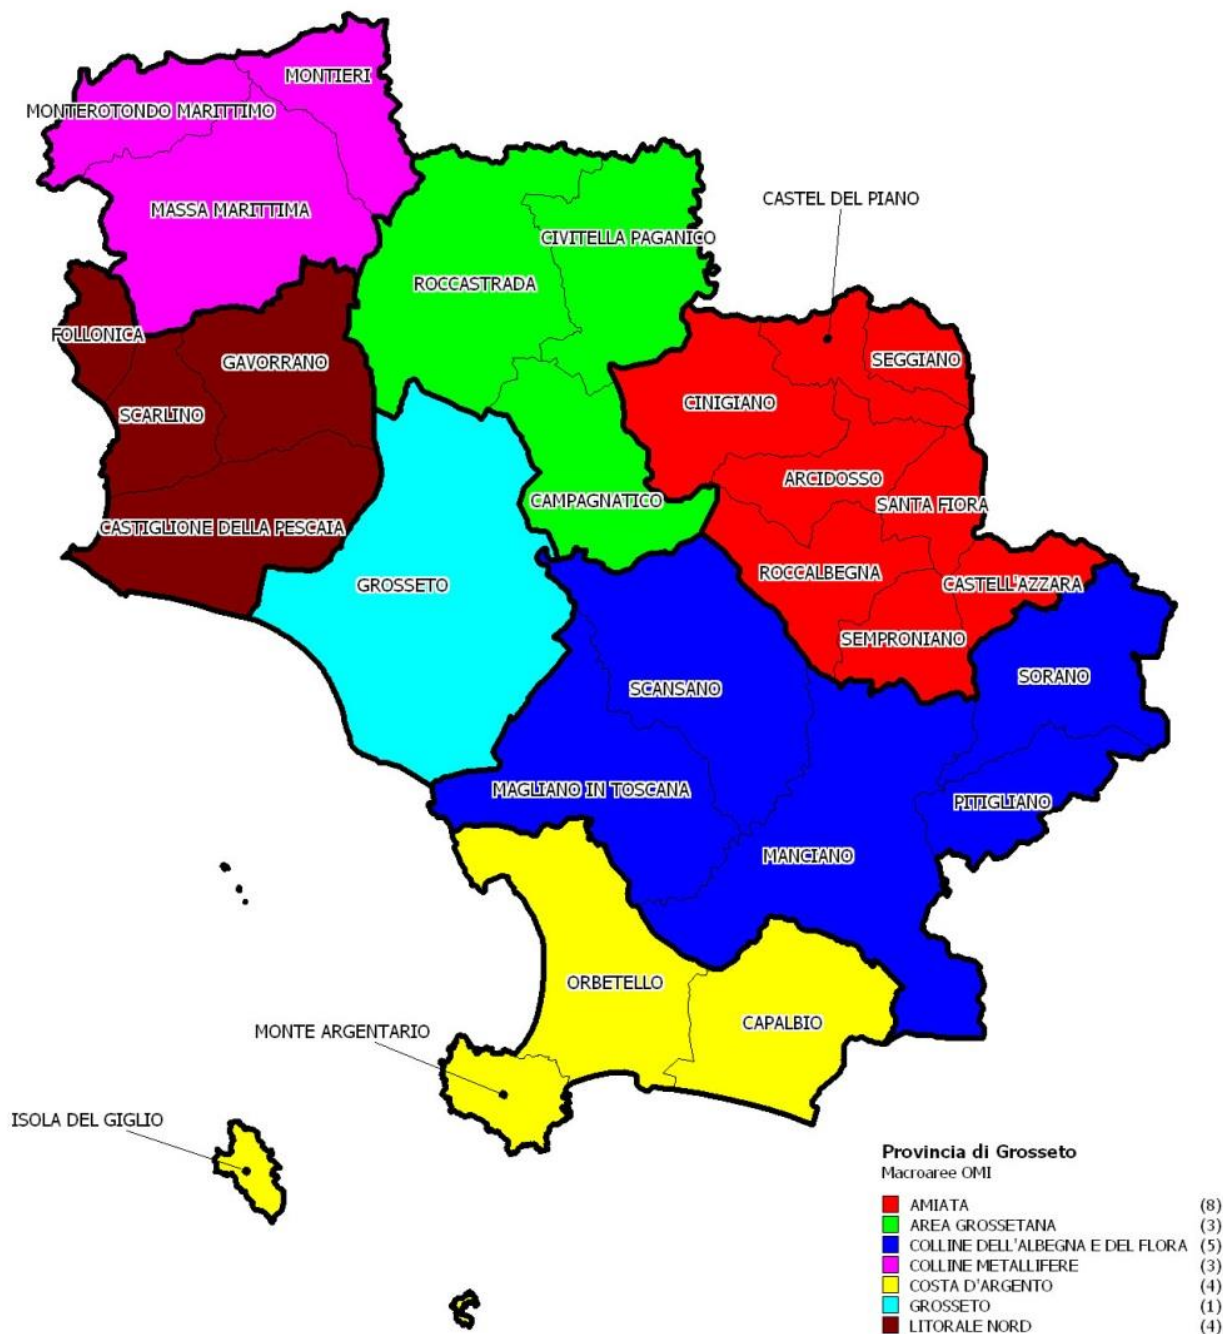 MONTIERI
MONTEROTONDO MARITTIMO
MASSA MARITTIMA
CASTEL DEL PIANO
CIVITELLA PAGANICO
ROCCASTRADA
FOLLONICA
GAVORRANO
SEGGIANO
CINIGIANO
SCARLINO
ARCIDOSSO
CAMPAGNATICO
SANTA FIORA
CASTIGLIONE DELLA PESCAIA
ROCCALBEGNA
GROSSETO
CASTELL'AZZARA
SEMPRONIANO
SORANO
SCANSANO
MAGLIANO IN TOSCANA
PITIGLIANO
MANCIANO
ORBETELLO
CAPALBIO
MONTE ARGENTARIO
ISOLA DEL GIGLIO
Provincia di Grosseto
Macroaree OMI
AMIATA (8)
AREA GROSSETANA (3)
COLLINE DELL'ALBEGNA E DEL FLORA (5)
COLLINE METALLIFERE (3)
COSTA D'ARGENTO (4)
GROSSETO (1)
LITORALE NORD (4)